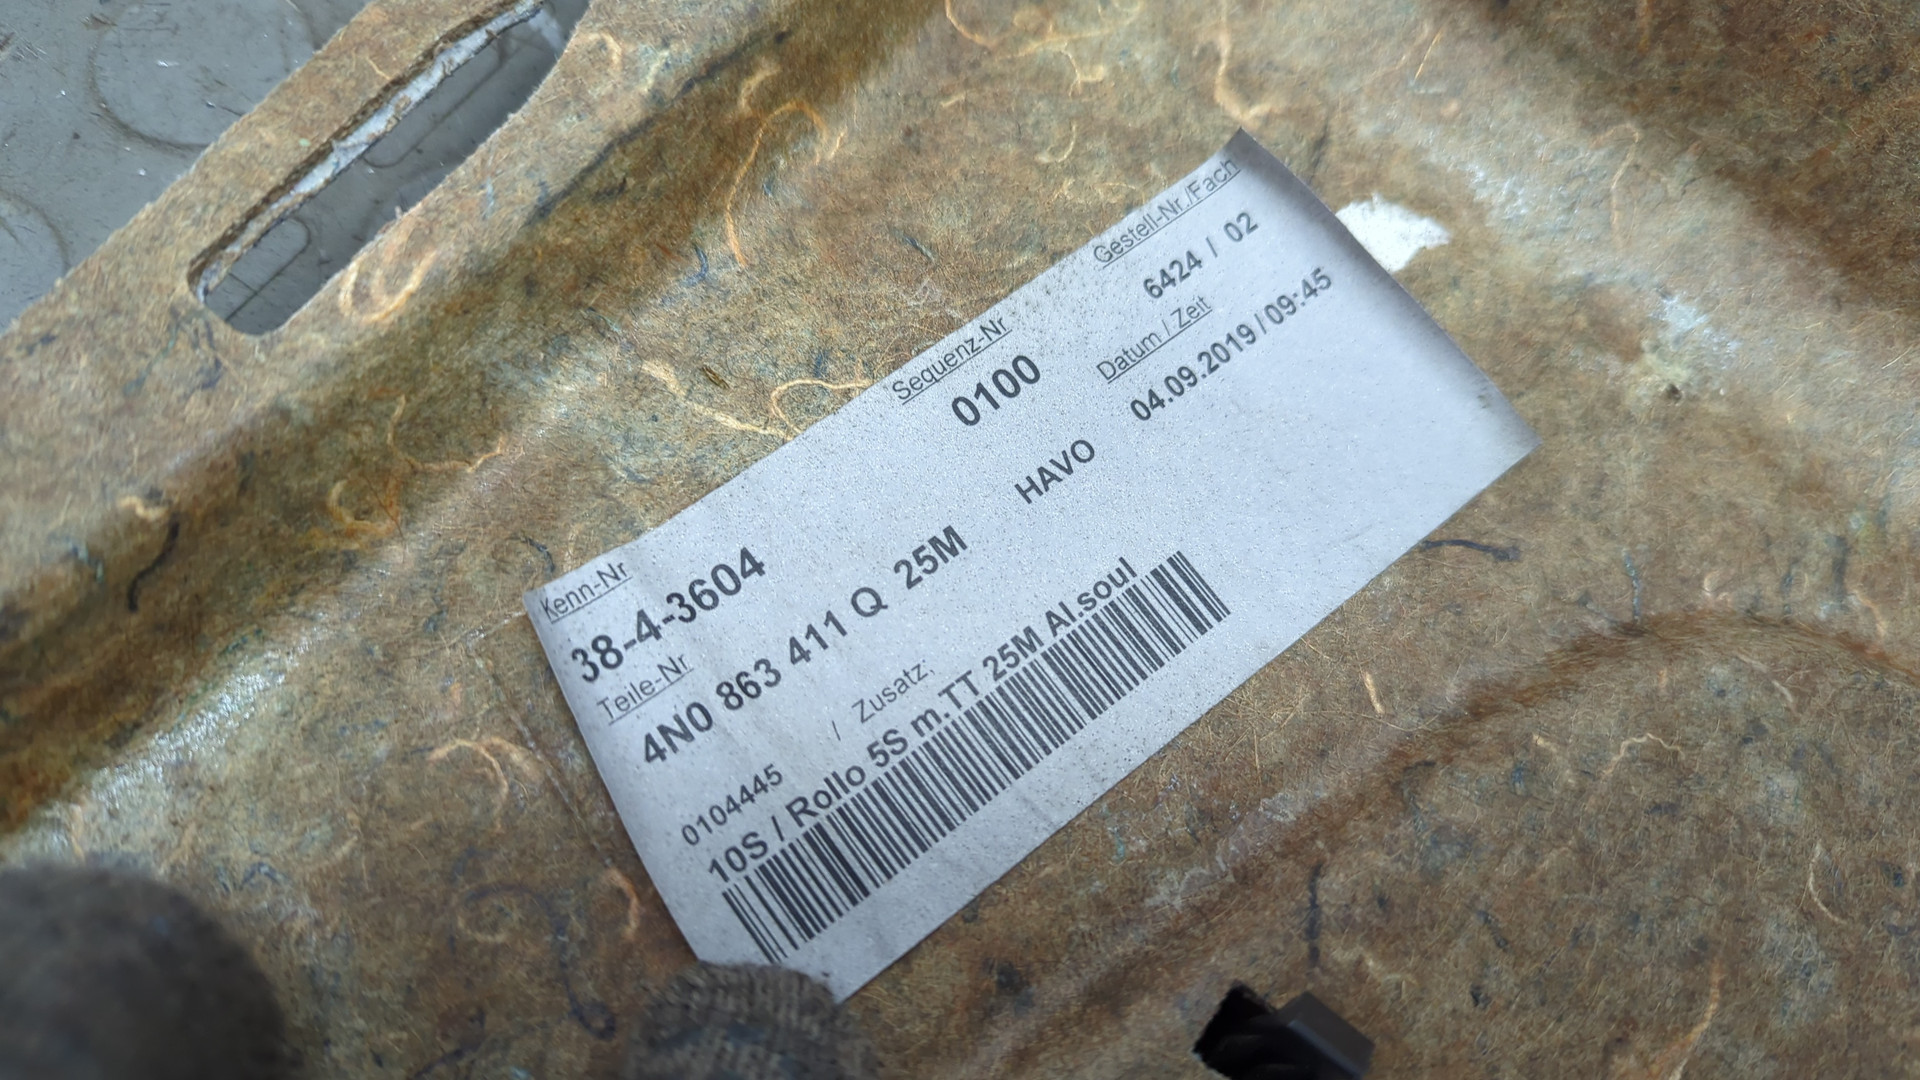 Kenn-Nr Sequenz-Nr Gestell-Nr./Fach
38-4-3604 0100 6424 / 02
Teile-Nr Datum / Zeit
4N0 863 411 Q 25M HAVO 04.09.2019 / 09:45
0104445 / Zusatz:
10S / Rollo 5S m.TT 25M Al.soul